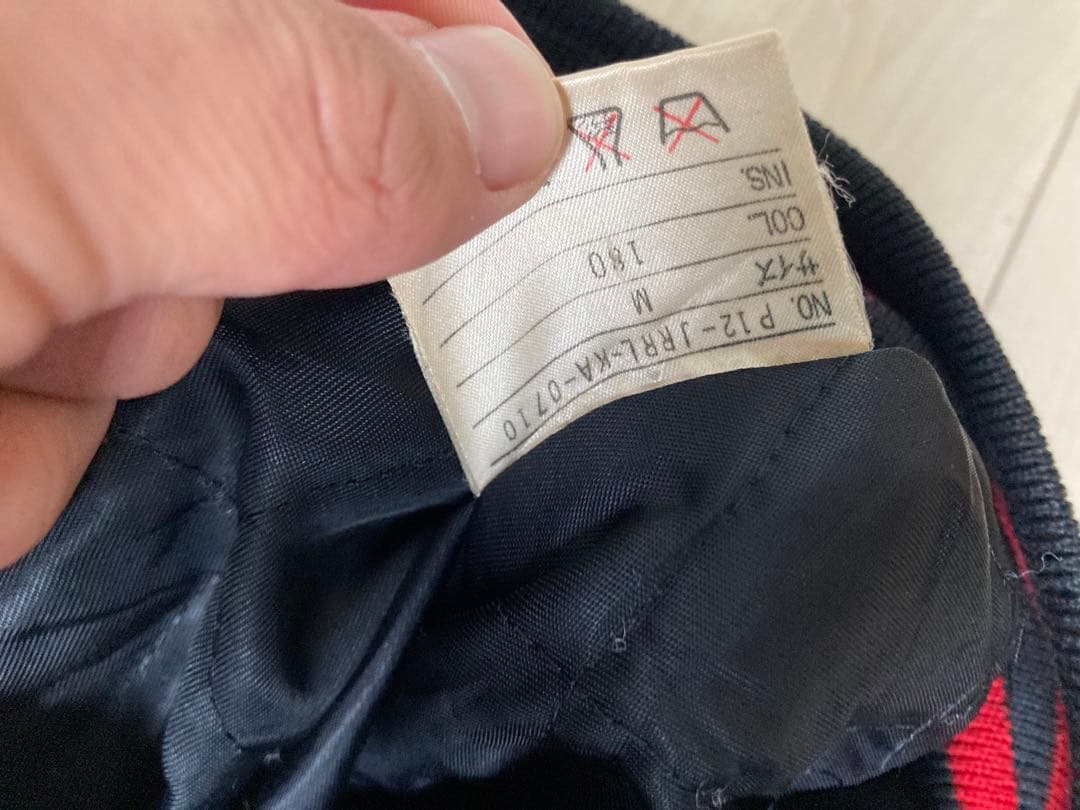 NO. P12-JRRL-KA-0710
サイズ M
COL. 180
INS.